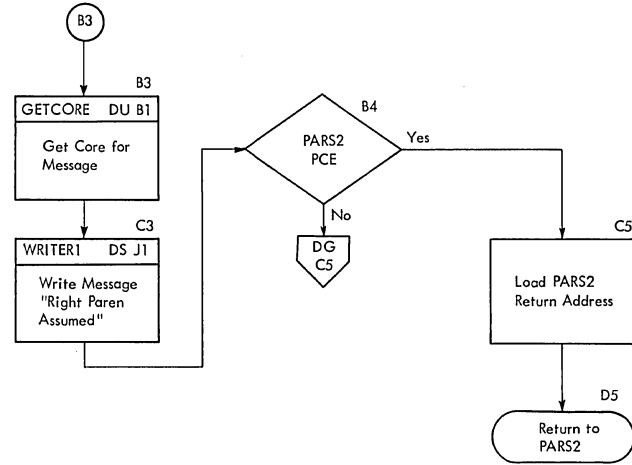 B3
B3
GETCORE DU B1
Get Core for
Message
C3
WRITER1 DS J1
Write Message
"Right Paren
Assumed"
B4
PARS2
PCE
Yes
No
DG
C5
C5
Load PARS2
Return Address
D5
Return to
PARS2